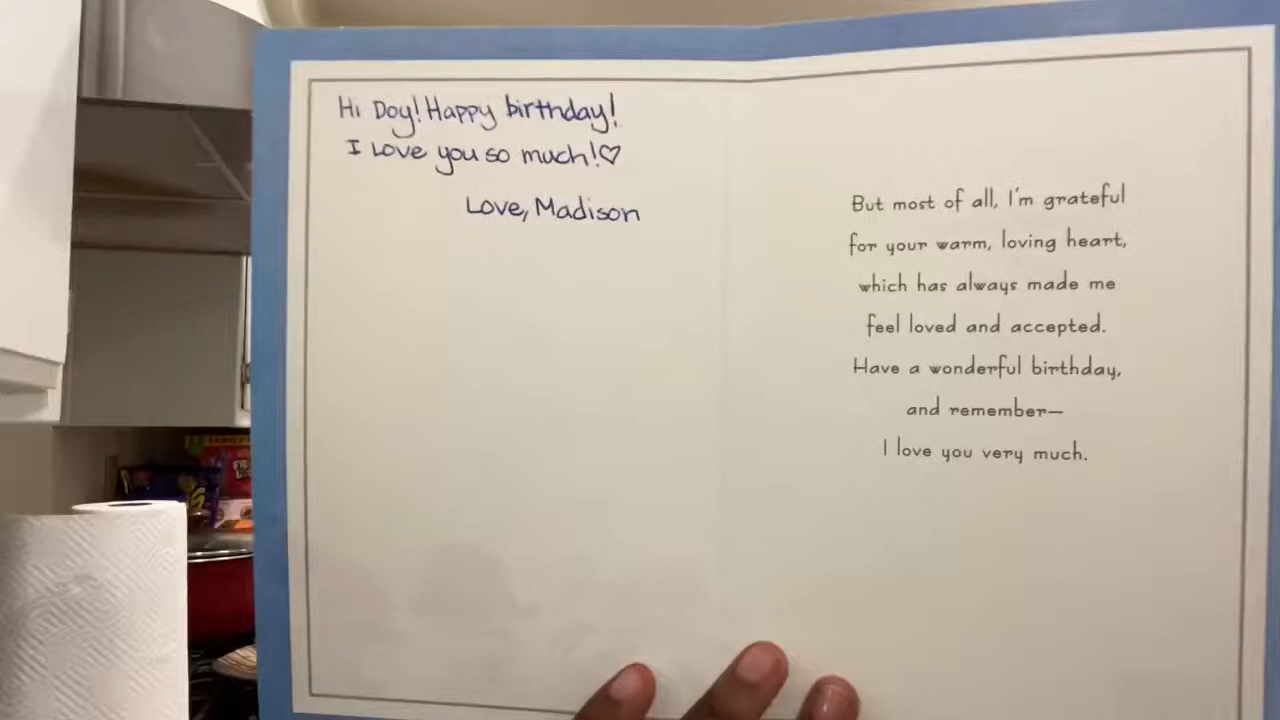 Hi Doy! Happy birthday!
I Love you so much!♡
Love, Madison
But most of all, I'm grateful
for your warm, loving heart,
which has always made me
feel loved and accepted.
Have a wonderful birthday,
and remember—
I love you very much.